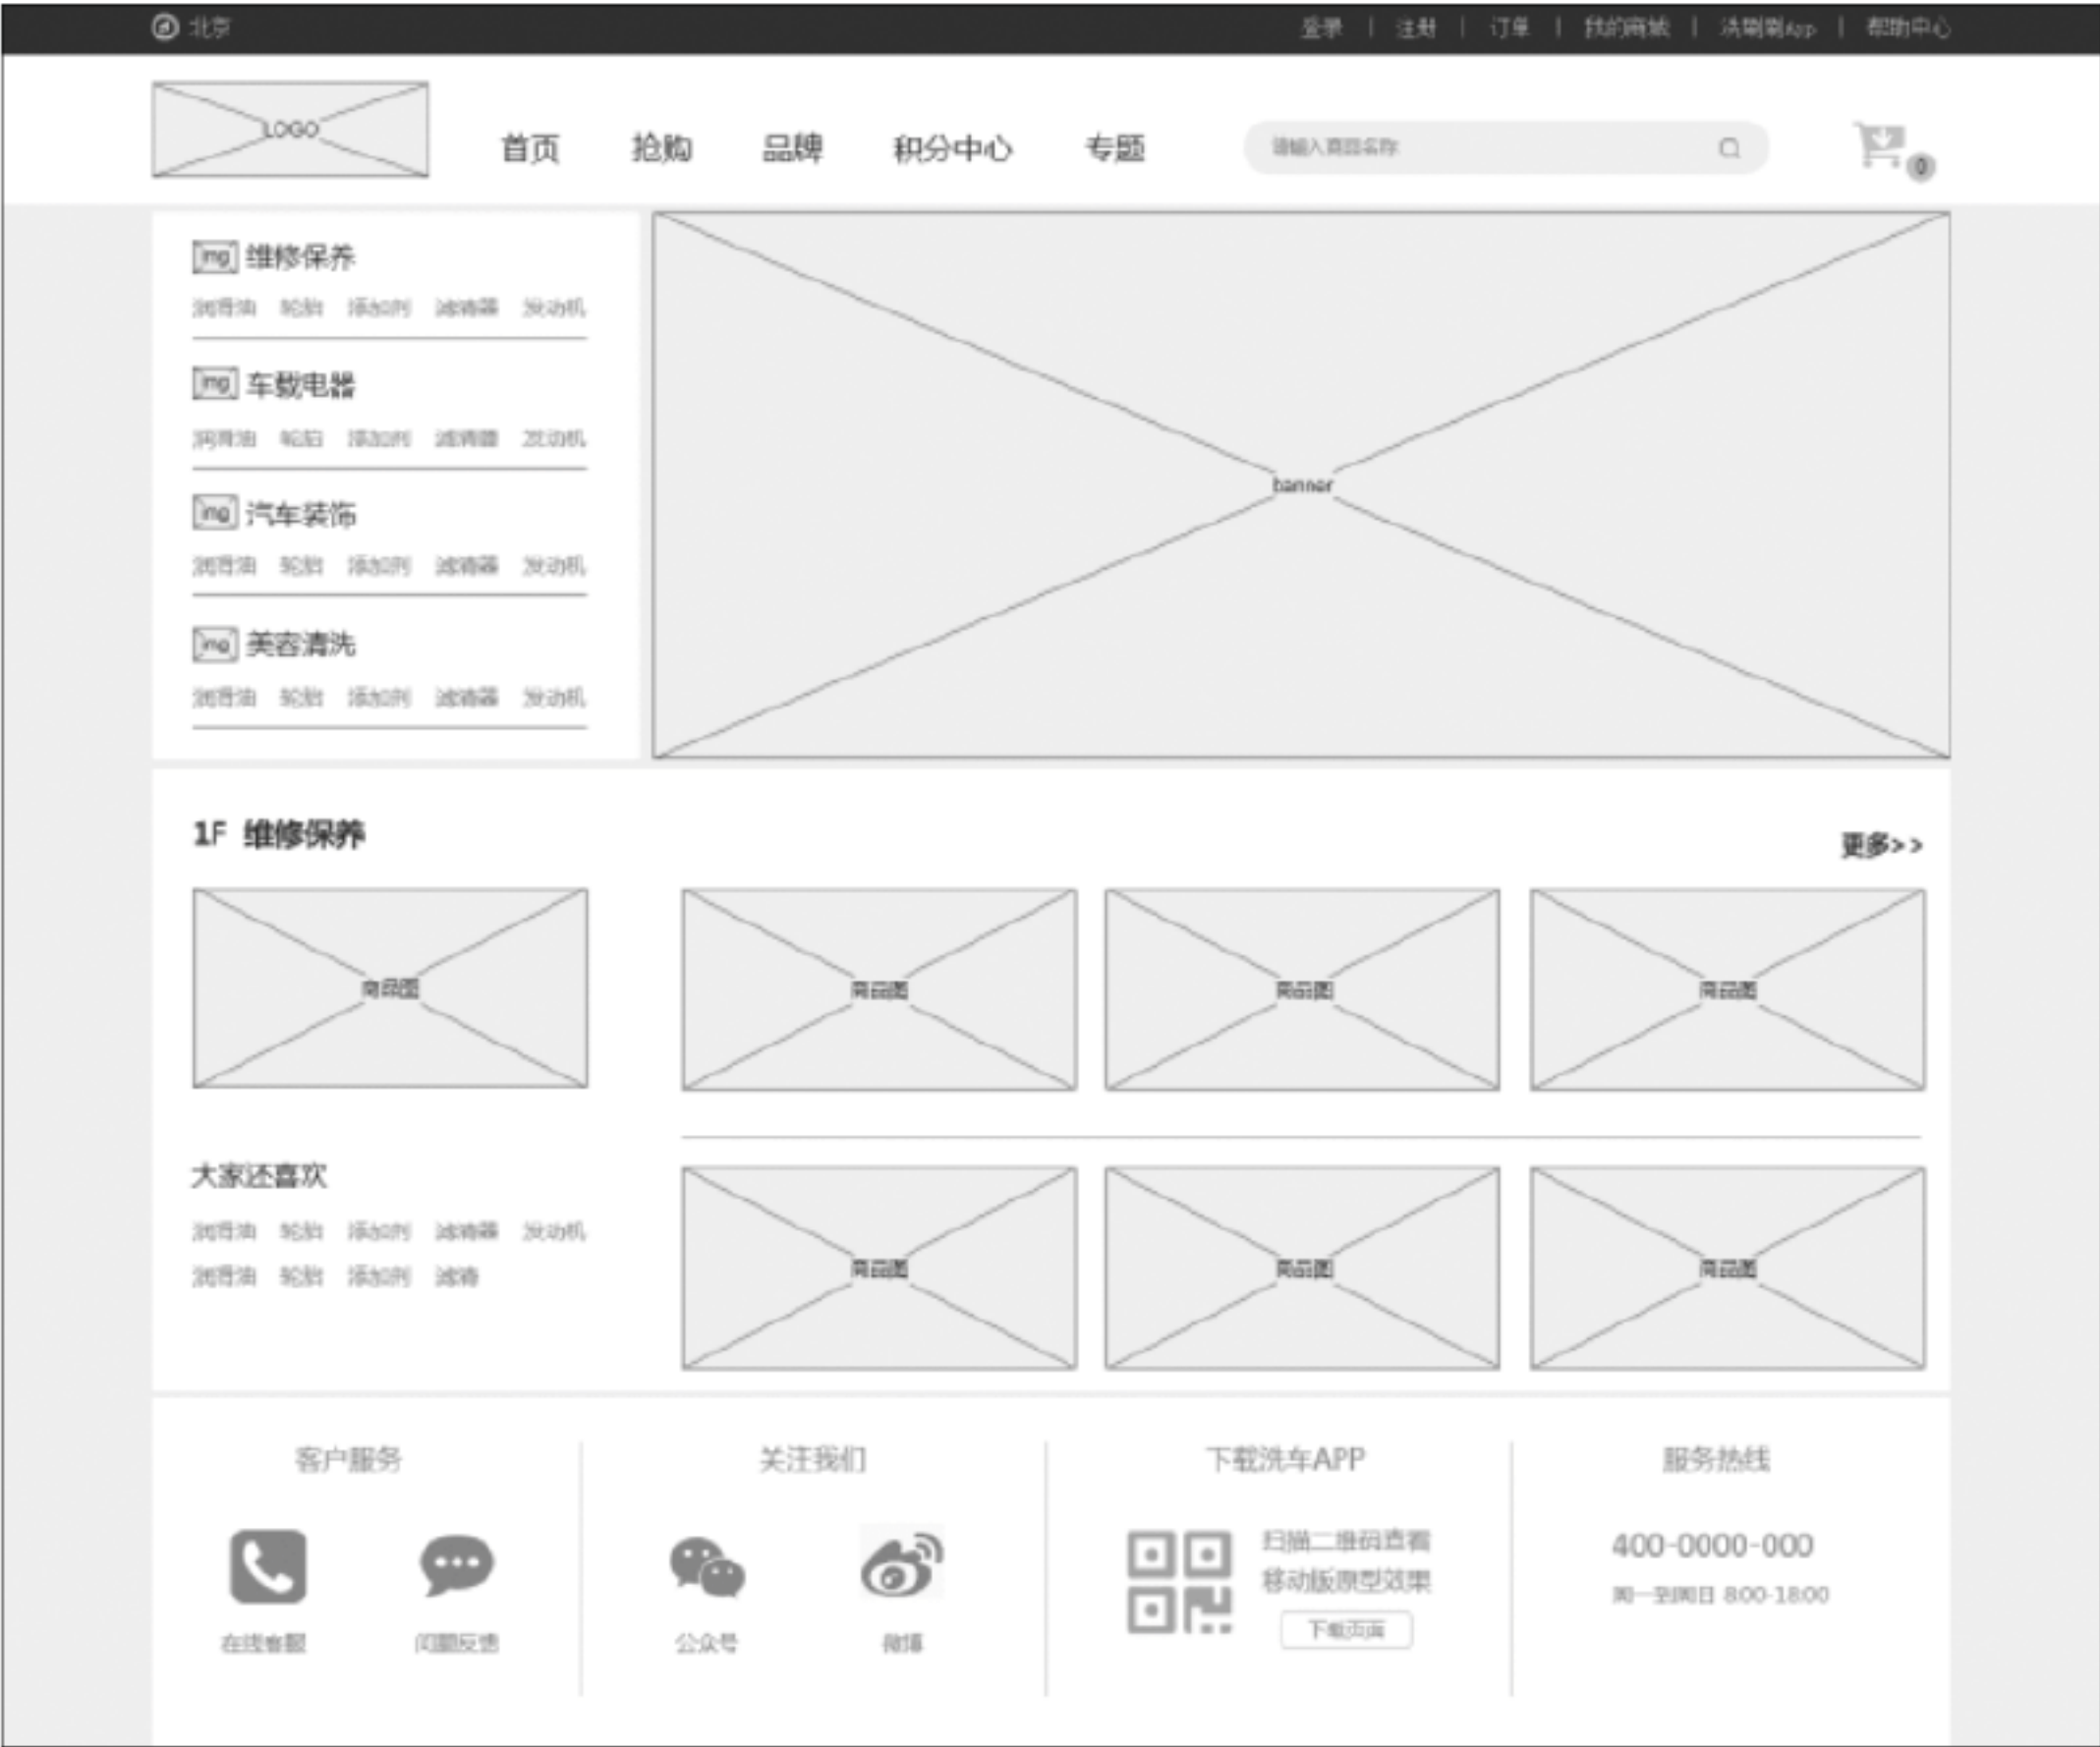 北京 登录 | 注册 | 订单 | 我的商城 | 洗刷刷App | 帮助中心
LOGO 首页 抢购 品牌 积分中心 专题 请输入商品名称 0
img 维修保养
润滑油 轮胎 添加剂 滤清器 发动机
img 车载电器
润滑油 轮胎 添加剂 滤清器 发动机
img 汽车装饰
润滑油 轮胎 添加剂 滤清器 发动机
img 美容清洗
润滑油 轮胎 添加剂 滤清器 发动机
banner
1F 维修保养
更多>>
商品图 商品图 商品图 商品图
大家还喜欢
润滑油 轮胎 添加剂 滤清器 发动机
润滑油 轮胎 添加剂 滤清
商品图 商品图 商品图
客户服务
在线客服 问题反馈
关注我们
公众号 微博
下载洗车APP
扫描二维码查看
移动版原型效果
下载页面
服务热线
400-0000-000
周一到周日 8:00-18:00